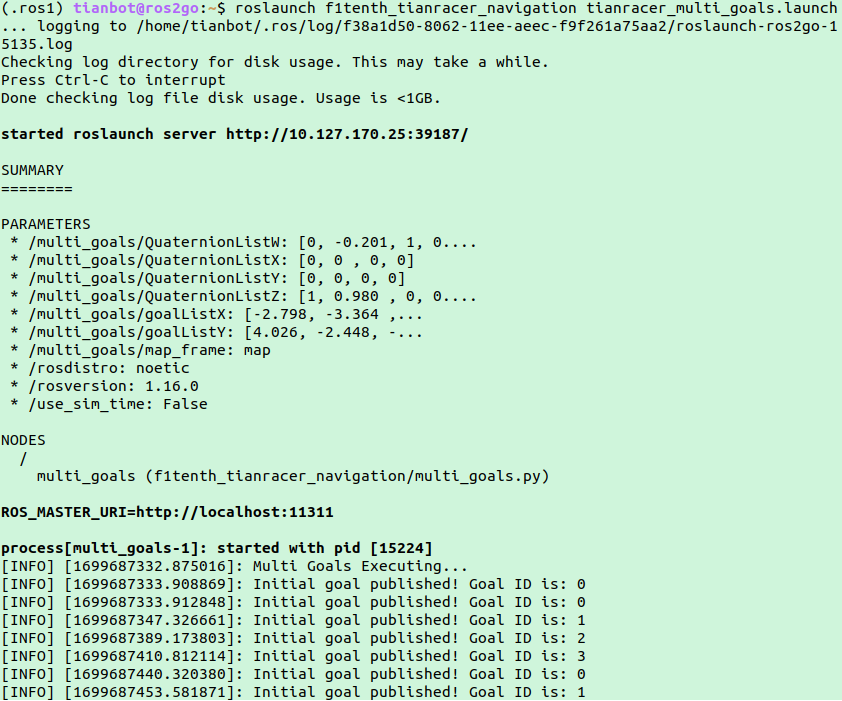 (.ros1) tianbot@ros2go:~$ roslaunch f1tenth_tianracer_navigation tianracer_multi_goals.launch
... logging to /home/tianbot/.ros/log/f38a1d50-8062-11ee-aeec-f9f261a75aa2/roslaunch-ros2go-1
5135.log
Checking log directory for disk usage. This may take a while.
Press Ctrl-C to interrupt
Done checking log file disk usage. Usage is <1GB.

started roslaunch server http://10.127.170.25:39187/

SUMMARY
========

PARAMETERS
 * /multi_goals/QuaternionListW: [0, -0.201, 1, 0....
 * /multi_goals/QuaternionListX: [0, 0 , 0, 0]
 * /multi_goals/QuaternionListY: [0, 0, 0, 0]
 * /multi_goals/QuaternionListZ: [1, 0.980 , 0, 0....
 * /multi_goals/goalListX: [-2.798, -3.364 ,...
 * /multi_goals/goalListY: [4.026, -2.448, -...
 * /multi_goals/map_frame: map
 * /rosdistro: noetic
 * /rosversion: 1.16.0
 * /use_sim_time: False

NODES
  /
    multi_goals (f1tenth_tianracer_navigation/multi_goals.py)

ROS_MASTER_URI=http://localhost:11311

process[multi_goals-1]: started with pid [15224]
[INFO] [1699687332.875016]: Multi Goals Executing...
[INFO] [1699687333.908869]: Initial goal published! Goal ID is: 0
[INFO] [1699687333.912848]: Initial goal published! Goal ID is: 0
[INFO] [1699687347.326661]: Initial goal published! Goal ID is: 1
[INFO] [1699687389.173803]: Initial goal published! Goal ID is: 2
[INFO] [1699687410.812114]: Initial goal published! Goal ID is: 3
[INFO] [1699687440.320380]: Initial goal published! Goal ID is: 0
[INFO] [1699687453.581871]: Initial goal published! Goal ID is: 1